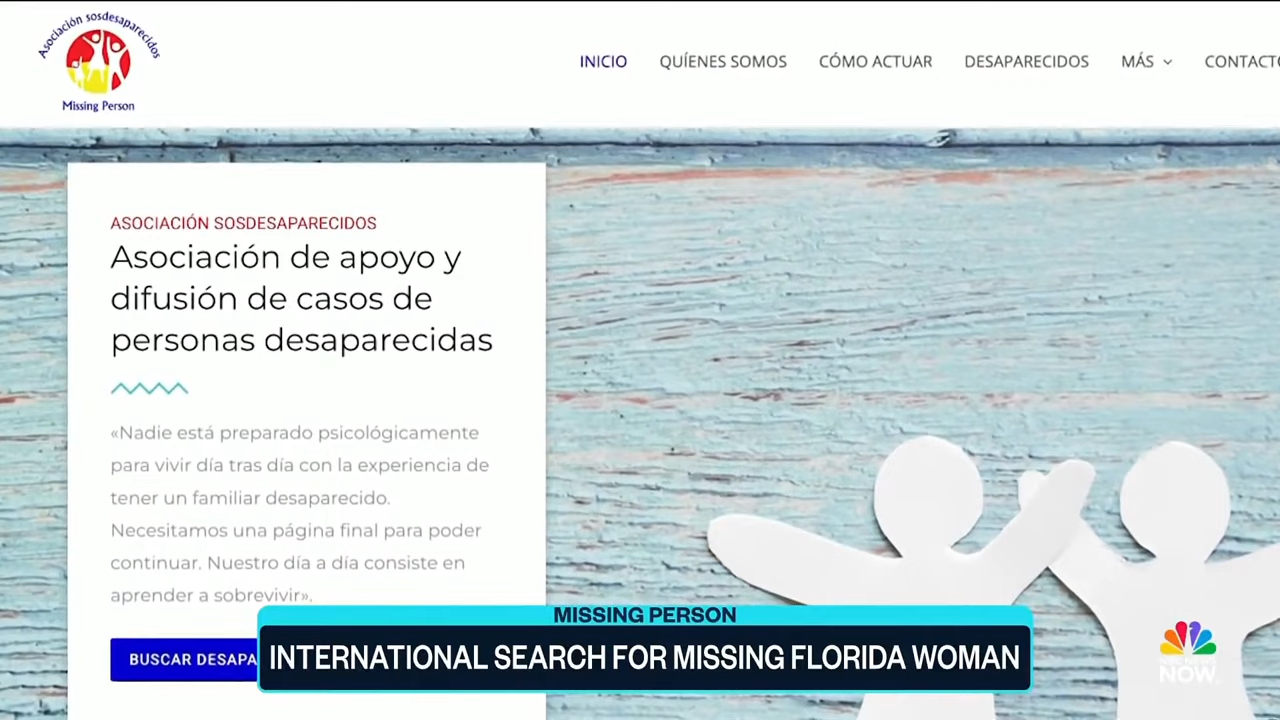 Asociación sosdesaparecidos
Missing Person
INICIO QUÍENES SOMOS CÓMO ACTUAR DESAPARECIDOS MÁS CONTACTO
ASOCIACIÓN SOSDESAPARECIDOS
Asociación de apoyo y
difusión de casos de
personas desaparecidas
«Nadie está preparado psicológicamente
para vivir día tras día con la experiencia de
tener un familiar desaparecido.
Necesitamos una página final para poder
continuar. Nuestro día a día consiste en
aprender a sobrevivir».
BUSCAR DESAPA
MISSING PERSON
INTERNATIONAL SEARCH FOR MISSING FLORIDA WOMAN
NBC NEWS
NOW